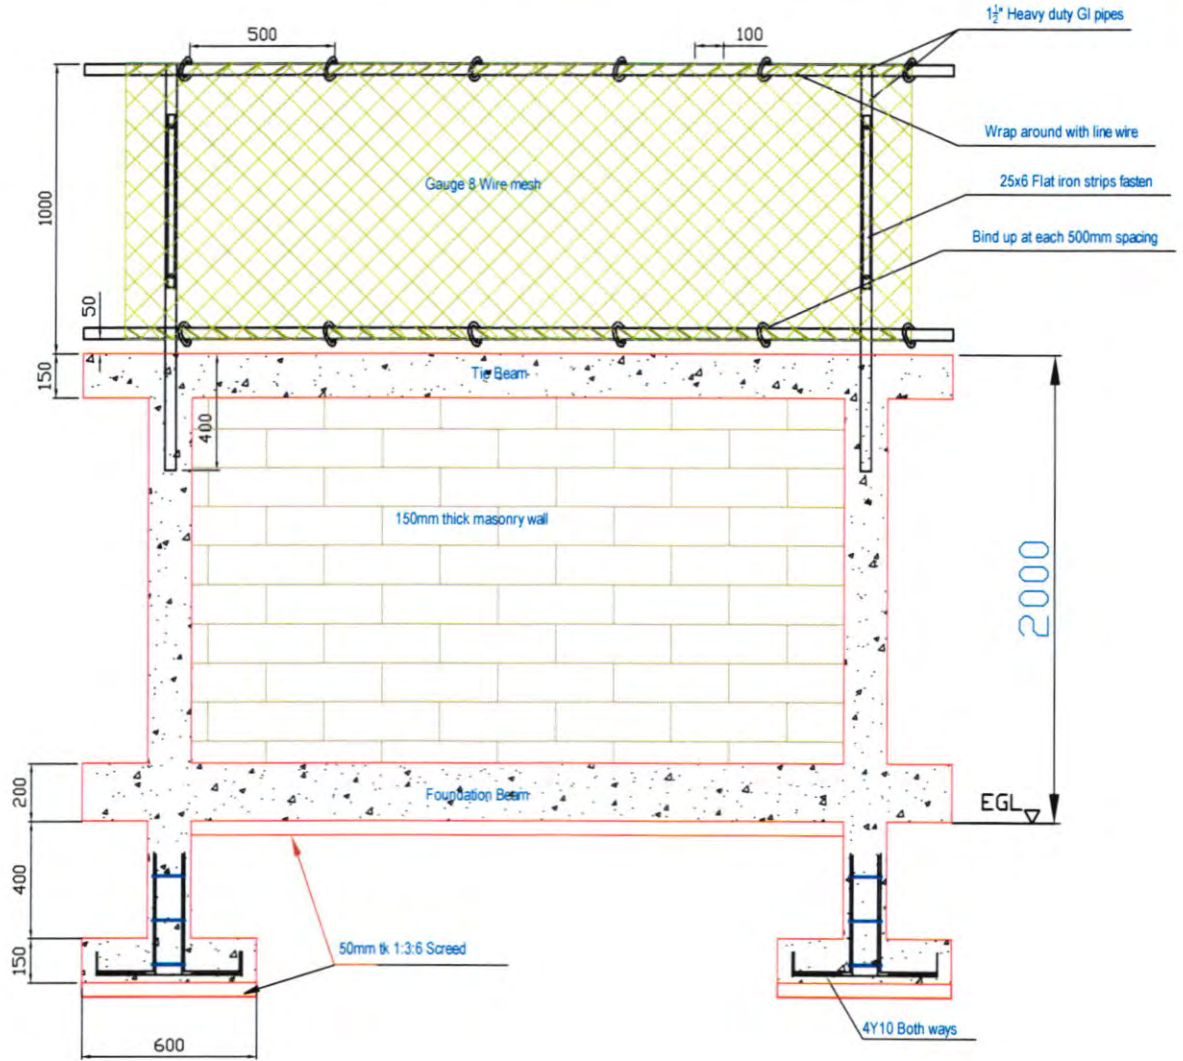 1½" Heavy duty GI pipes
500
100
Wrap around with line wire
Gauge 8 Wire mesh
25x6 Flat iron strips fasten
1000
Bind up at each 500mm spacing
50
150
Tie Beam
400
150mm thick masonry wall
2000
200
Foundation Beam
EGL
400
50mm tk 1:3:6 Screed
150
4Y10 Both ways
600